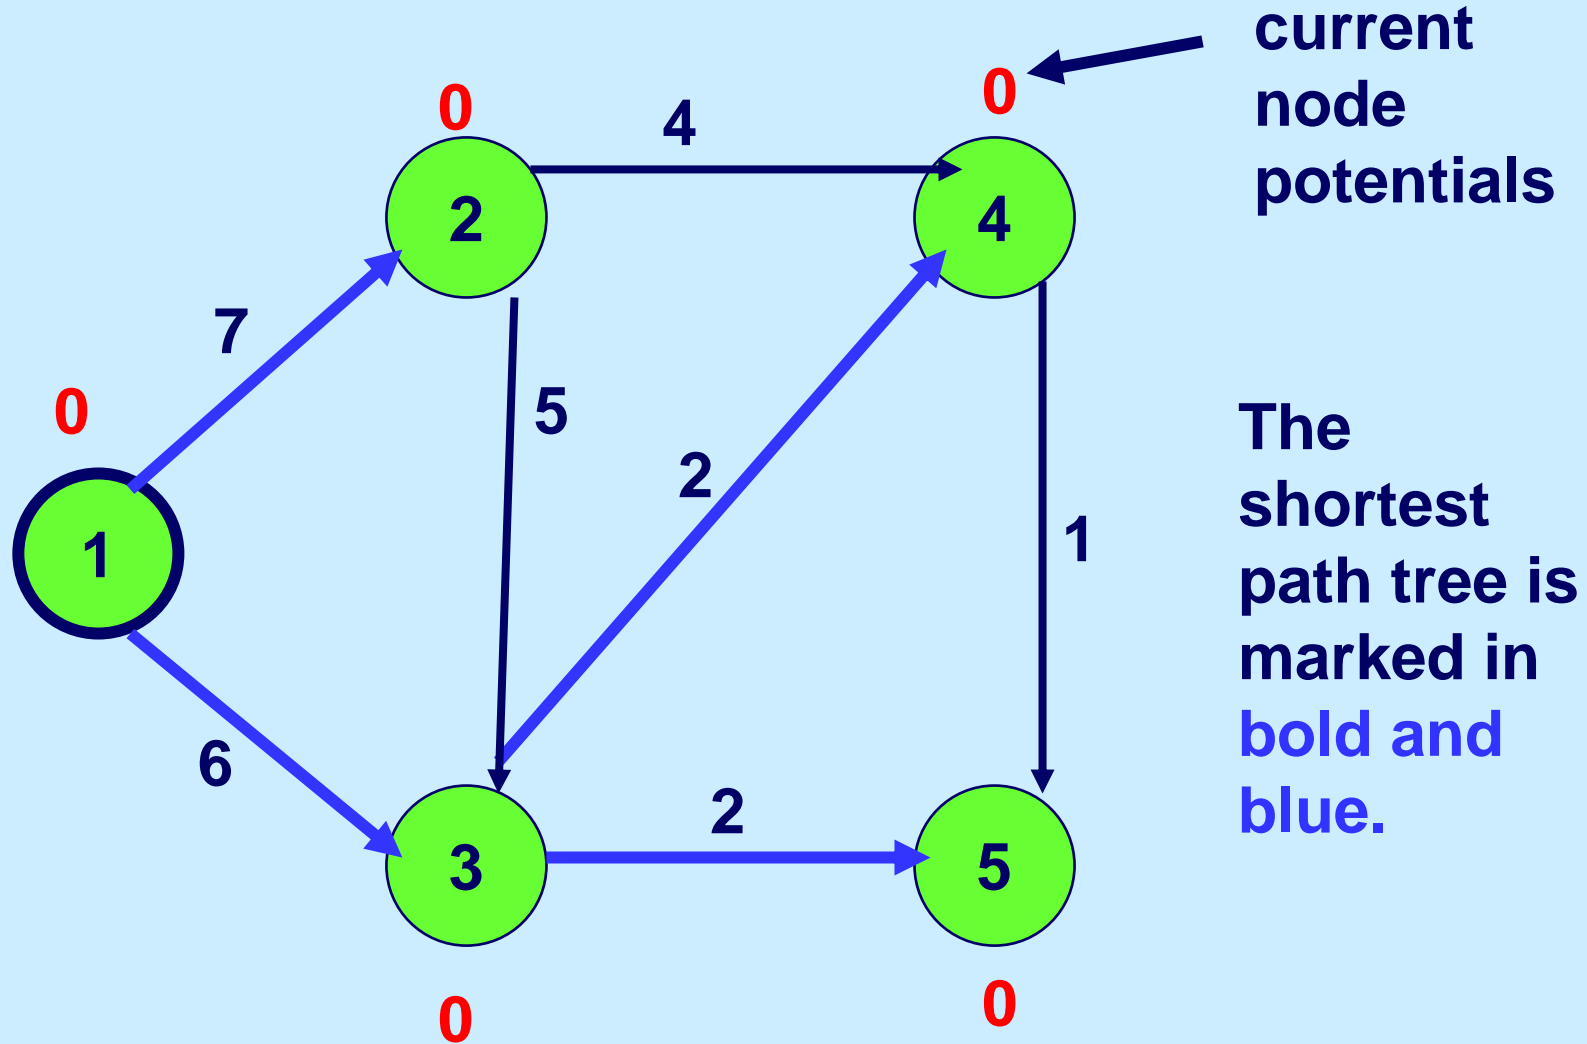 current
node
potentials
0
0
4
2
4
7
0
5
2
1
1
6
2
3
5
0
0
The
shortest
path tree is
marked in
bold and
blue.